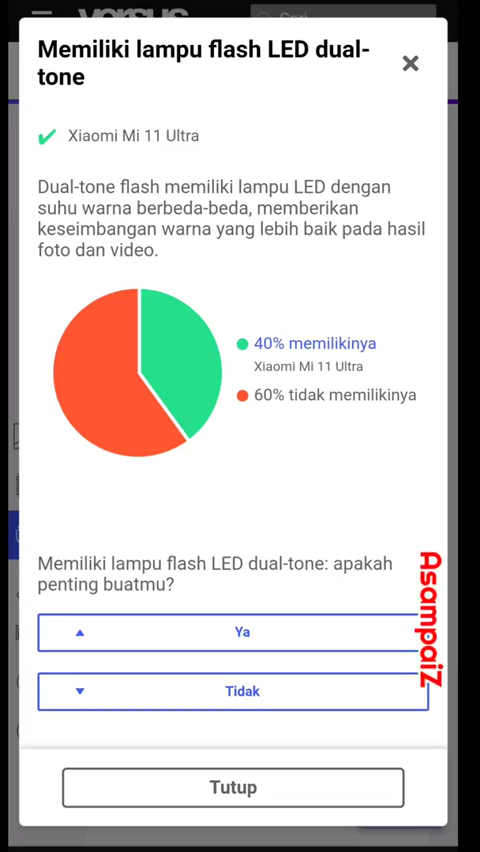 versus
Cari
Memiliki lampu flash LED dual-
tone
Xiaomi Mi 11 Ultra
Dual-tone flash memiliki lampu LED dengan
suhu warna berbeda-beda, memberikan
keseimbangan warna yang lebih baik pada hasil
foto dan video.
40% memilikinya
Xiaomi Mi 11 Ultra
60% tidak memilikinya
Memiliki lampu flash LED dual-tone: apakah
penting buatmu?
Ya
Tidak
AsampaiZ
Tutup